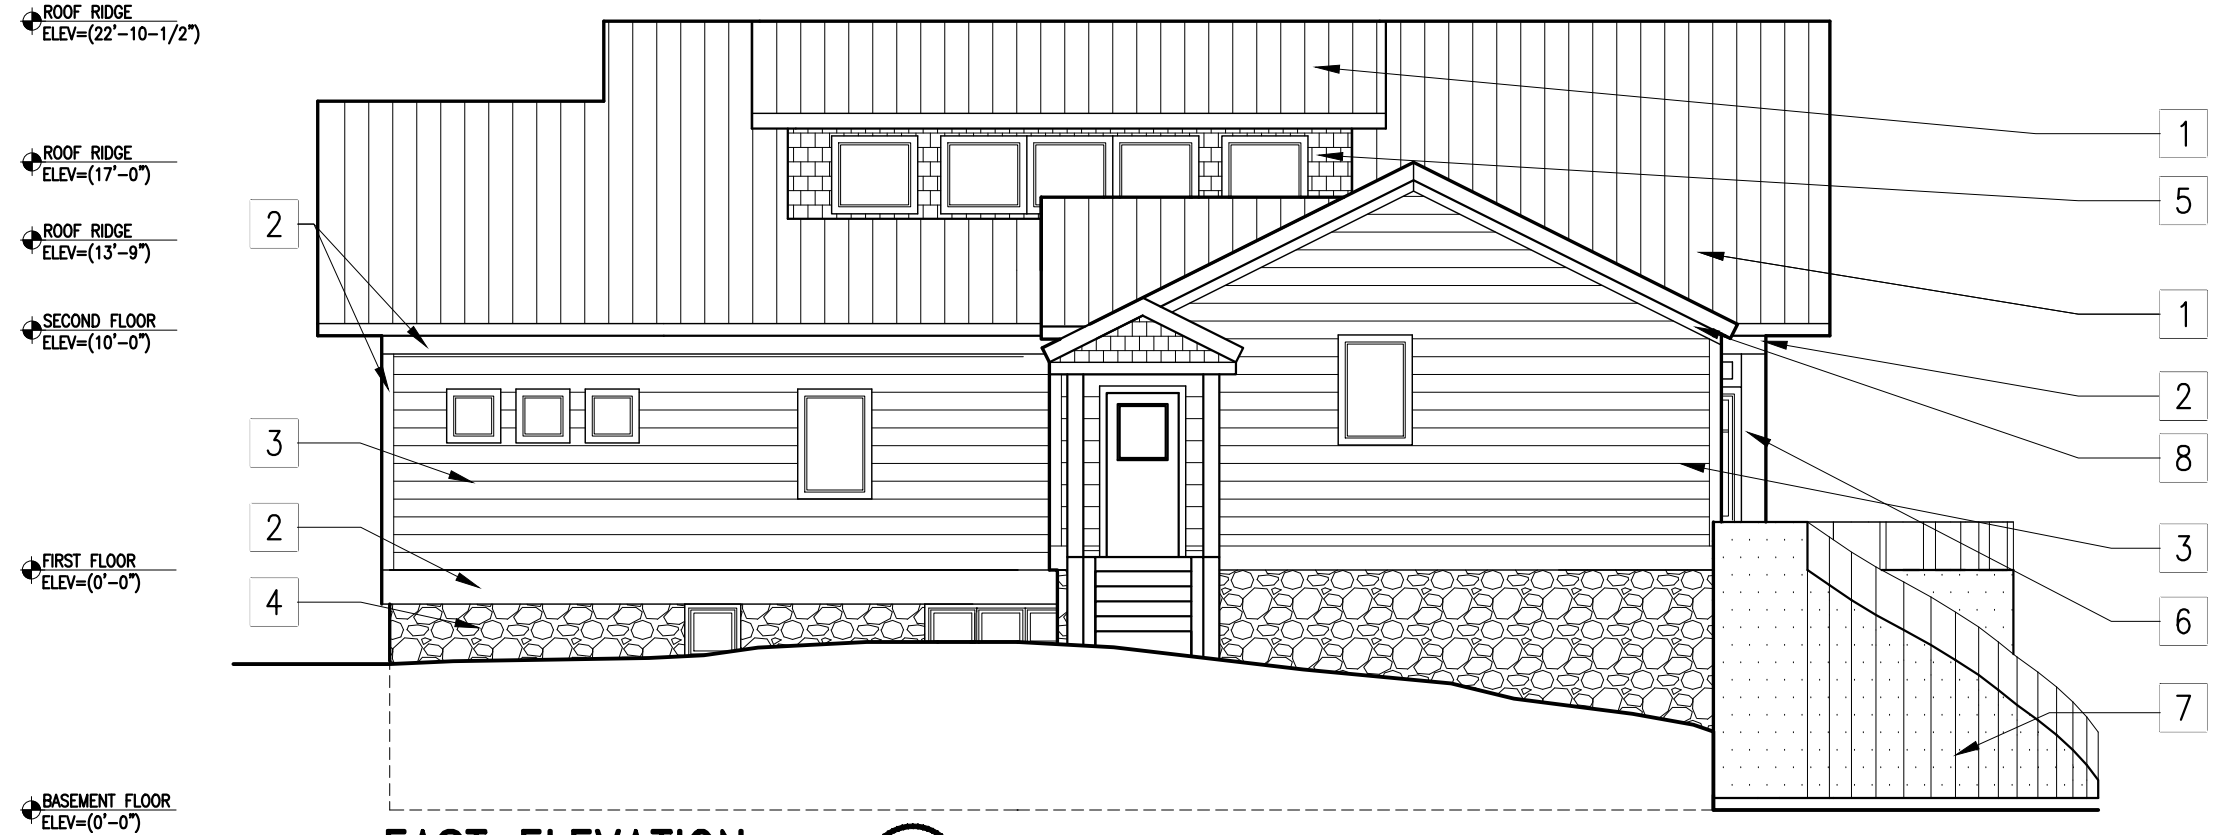 ROOF RIDGE
ELEV=(22'-10-1/2")
ROOF RIDGE
ELEV=(17'-0")
ROOF RIDGE
ELEV=(13'-9")
SECOND FLOOR
ELEV=(10'-0")
FIRST FLOOR
ELEV=(0'-0")
BASEMENT FLOOR
ELEV=(0'-0")
2
3
2
4
1
5
1
2
8
3
6
7
EAST ELEVATION